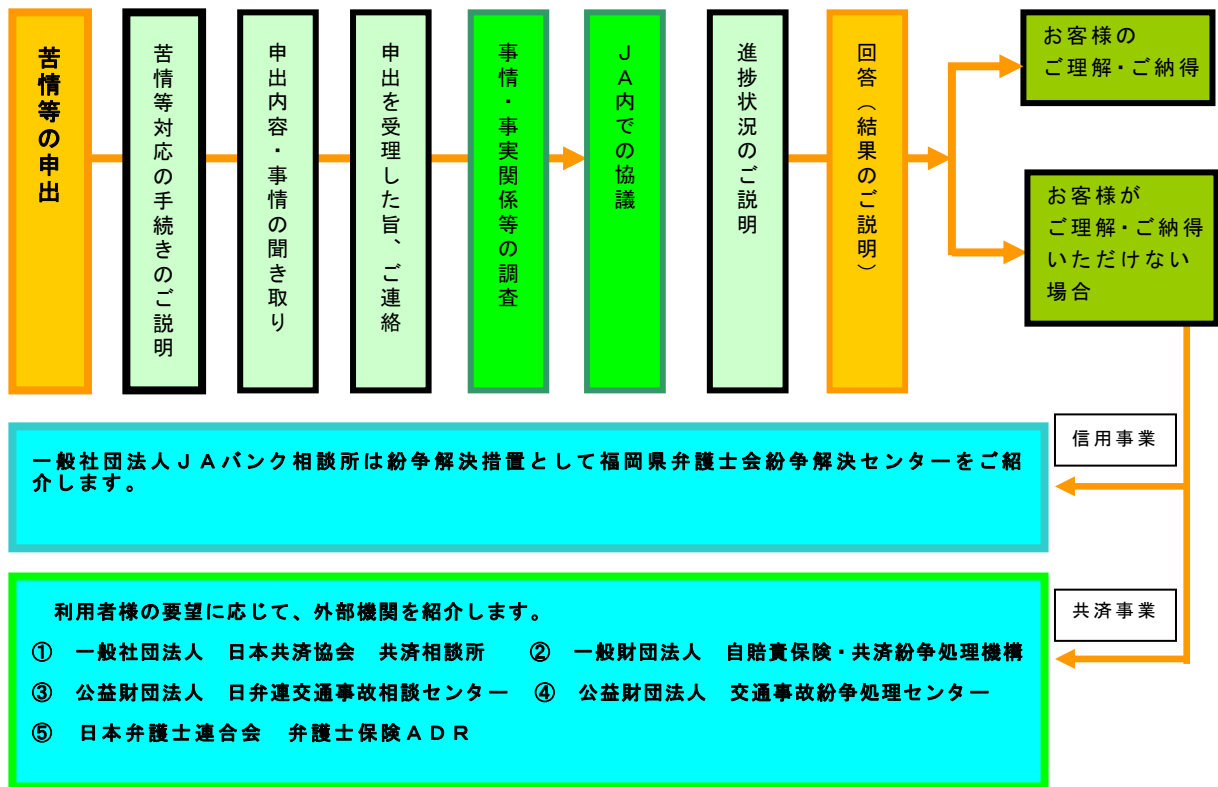 苦情等の申出
苦情等対応の手続きのご説明
申出内容・事情の聞き取り
申出を受理した旨、ご連絡
事情・事実関係等の調査
ＪＡ内での協議
進捗状況のご説明
回答（結果のご説明）
お客様の
ご理解・ご納得
お客様が
ご理解・ご納得
いただけない
場合
信用事業
一般社団法人ＪＡバンク相談所は紛争解決措置として福岡県弁護士会紛争解決センターをご紹
介します。
共済事業
利用者様の要望に応じて、外部機関を紹介します。
① 一般社団法人　日本共済協会　共済相談所　② 一般財団法人　自賠責保険・共済紛争処理機構
③ 公益財団法人　日弁連交通事故相談センター　④ 公益財団法人　交通事故紛争処理センター
⑤ 日本弁護士連合会　弁護士保険ＡＤＲ